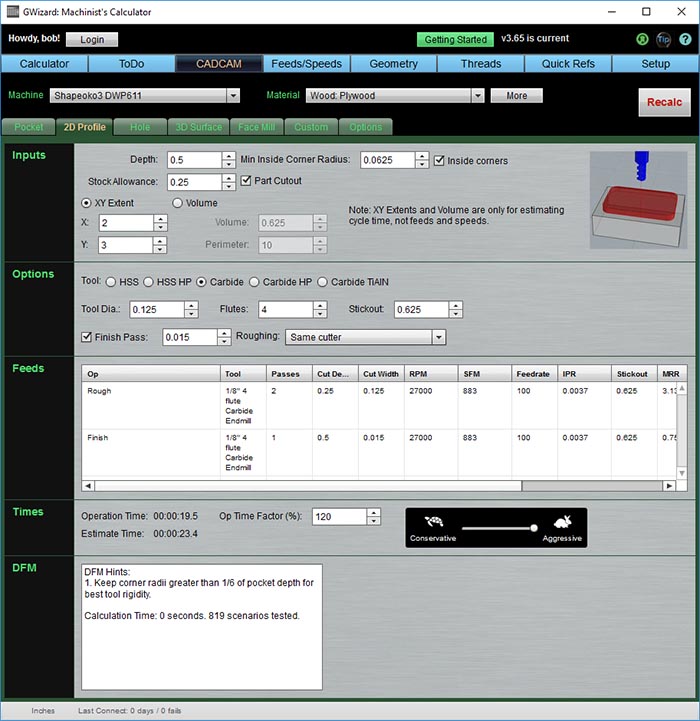 GWizard: Machinist's Calculator
Howdy, bob! Login Getting Started v3.65 is current Tip ?
Calculator ToDo CADCAM Feeds/Speeds Geometry Threads Quick Refs Setup
Machine Shapeoko3 DWP611 Material Wood: Plywood More Recalc
Pocket 2D Profile Hole 3D Surface Face Mill Custom Options
Inputs
Depth: 0.5 Min Inside Corner Radius: 0.0625 Inside corners
Stock Allowance: 0.25 Part Cutout
XY Extent Volume
Note: XY Extents and Volume are only for estimating
cycle time, not feeds and speeds.
X: 2 Volume: 0.625
Y: 3 Perimeter: 10
Options
Tool: HSS HSS HP Carbide Carbide HP Carbide TiAlN
Tool Dia.: 0.125 Flutes: 4 Stickout: 0.625
Finish Pass: 0.015 Roughing: Same cutter
Feeds
Op Tool Passes Cut De... Cut Width RPM SFM Feedrate IPR Stickout MRR
Rough 1/8" 4 2 0.25 0.125 27000 883 100 0.0037 0.625
flute
Carbide
Endmill
Finish 1/8" 4 1 0.5 0.015 27000 883 100 0.0037 0.625
flute
Carbide
Endmill
Times
Operation Time: 00:00:19.5 Op Time Factor (%): 120
Estimate Time: 00:00:23.4
Conservative Aggressive
DFM
DFM Hints:
1. Keep corner radii greater than 1/6 of pocket depth for
best tool rigidity.
Calculation Time: 0 seconds. 819 scenarios tested.
Inches Last Connect: 0 days / 0 fails